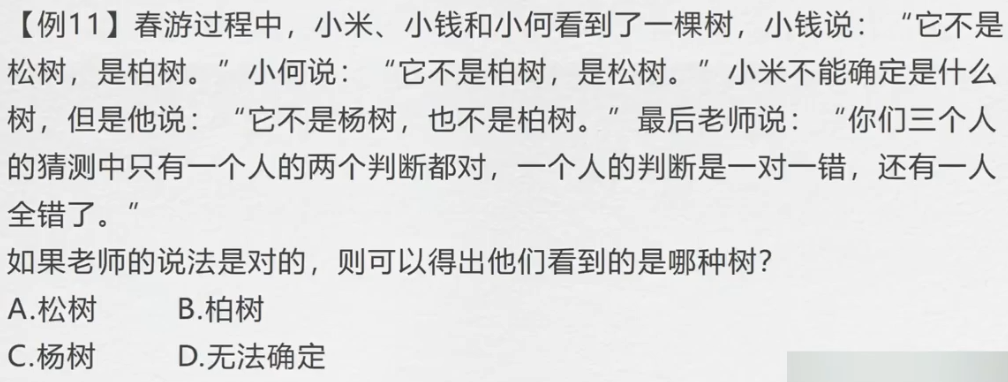 【例11】春游过程中，小米、小钱和小何看到了一棵树，小钱说：“它不是
松树，是柏树。”小何说：“它不是柏树，是松树。”小米不能确定是什么
树，但是他说：“它不是杨树，也不是柏树。”最后老师说：“你们三个人
的猜测中只有一个人的两个判断都对，一个人的判断是一对一错，还有一人
全错了。”
如果老师的说法是对的，则可以得出他们看到的是哪种树？
A.松树 B.柏树
C.杨树 D.无法确定